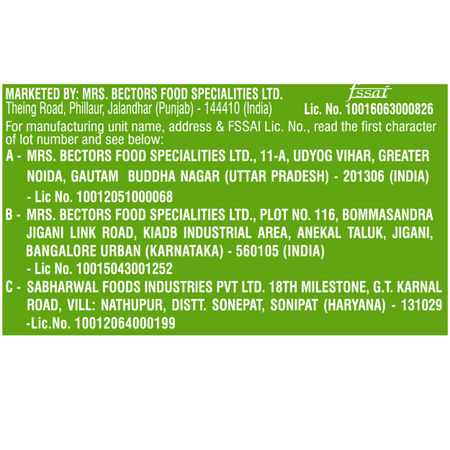 MARKETED BY: MRS. BECTORS FOOD SPECIALITIES LTD. fssai
Theing Road, Phillaur, Jalandhar (Punjab) - 144410 (India) Lic. No. 10016063000826
For manufacturing unit name, address & FSSAI Lic. No., read the first character
of lot number and see below:
A - MRS. BECTORS FOOD SPECIALITIES LTD., 11-A, UDYOG VIHAR, GREATER
NOIDA, GAUTAM BUDDHA NAGAR (UTTAR PRADESH) - 201306 (INDIA)
- Lic No. 10012051000068
B - MRS. BECTORS FOOD SPECIALITIES LTD., PLOT NO. 116, BOMMASANDRA
JIGANI LINK ROAD, KIADB INDUSTRIAL AREA, ANEKAL TALUK, JIGANI,
BANGALORE URBAN (KARNATAKA) - 560105 (INDIA)
- Lic No. 10015043001252
C - SABHARWAL FOODS INDUSTRIES PVT LTD. 18TH MILESTONE, G.T. KARNAL
ROAD, VILL: NATHUPUR, DISTT. SONEPAT, SONIPAT (HARYANA) - 131029
-Lic.No. 10012064000199